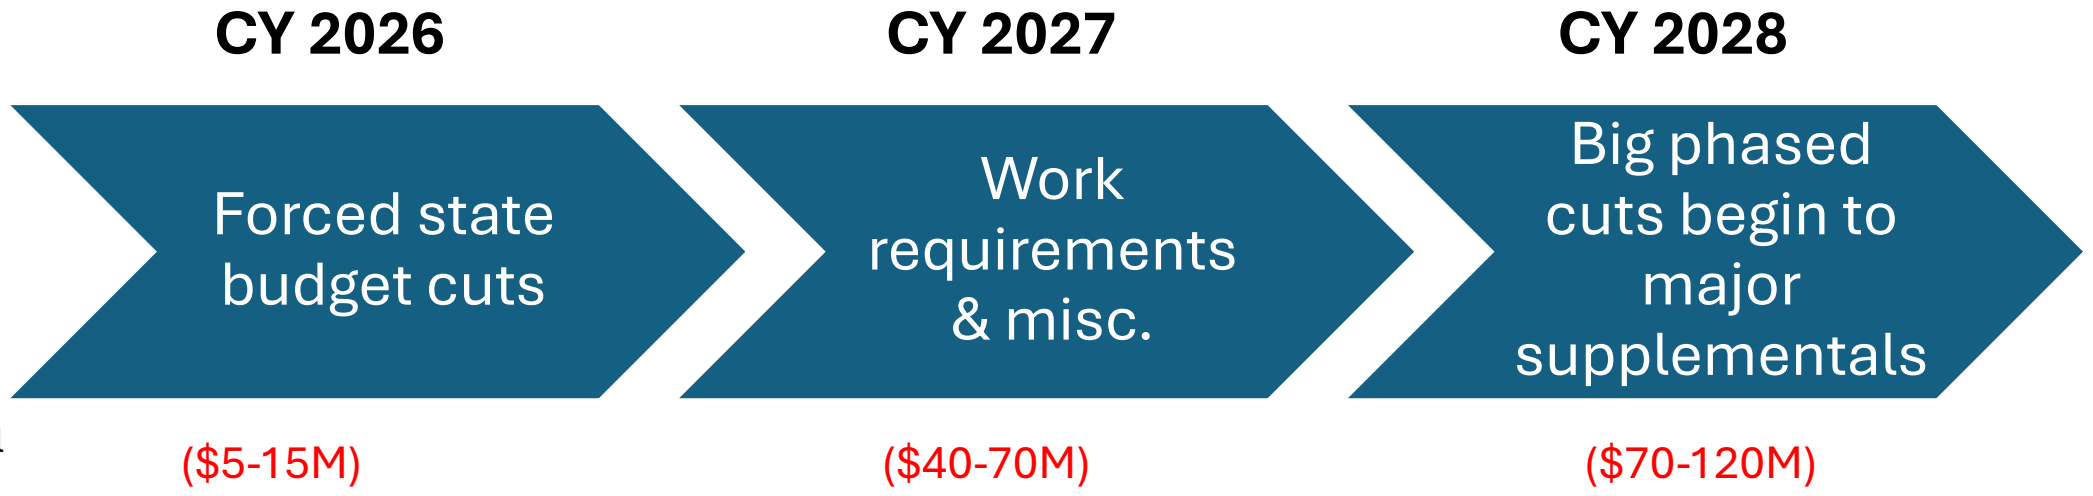 CY 2026
CY 2027
CY 2028
Forced state
budget cuts
Work
requirements
& misc.
Big phased
cuts begin to
major
supplementals
($5-15M)
($40-70M)
($70-120M)